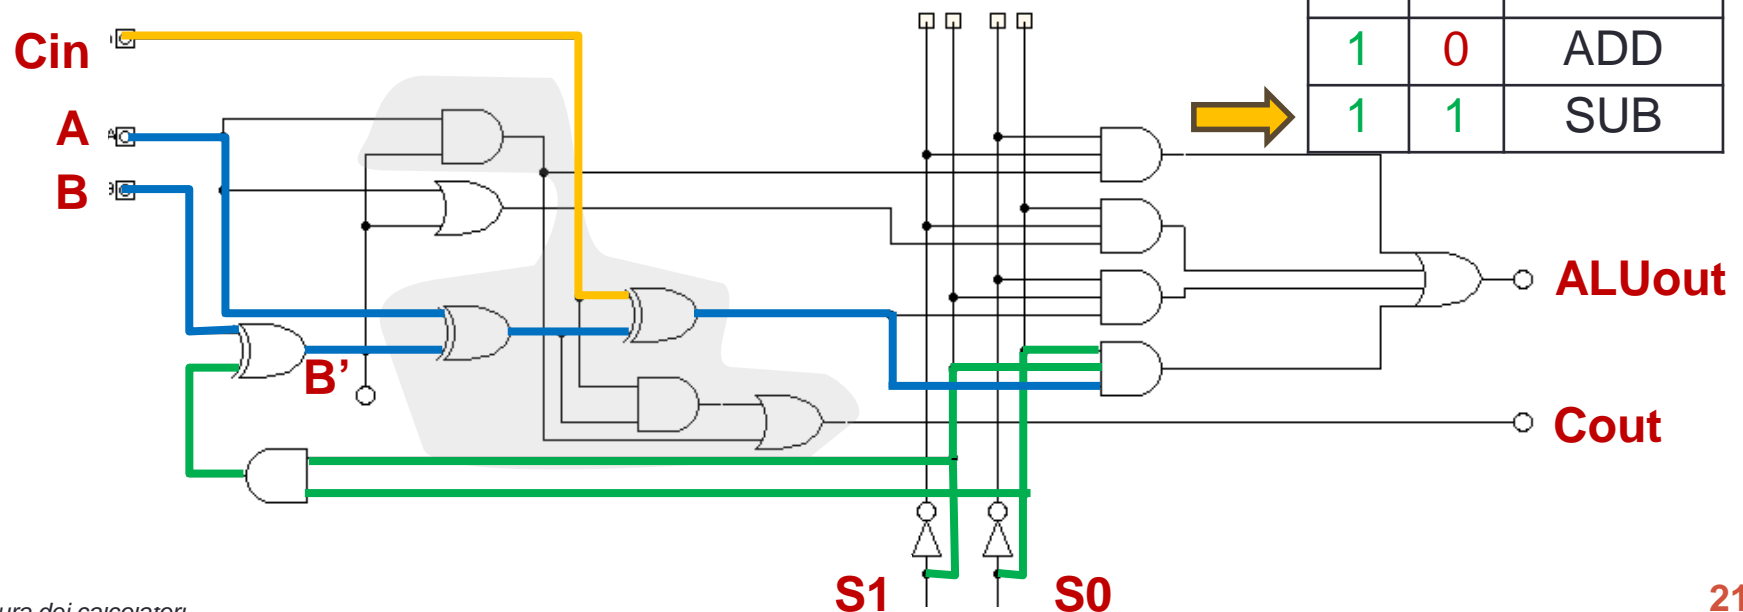 Cin
1 0 ADD
A
1 1 SUB
B
ALUout
B’
Cout
S1 S0
21